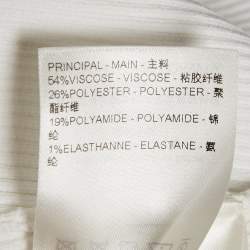 PRINCIPAL - MAIN - 主料
54%VISCOSE - VISCOSE - 粘胶纤维
26%POLYESTER - POLYESTER - 聚
酯纤维
19%POLYAMIDE - POLYAMIDE - 锦
纶
1%ELASTHANNE - ELASTANE - 氨
纶